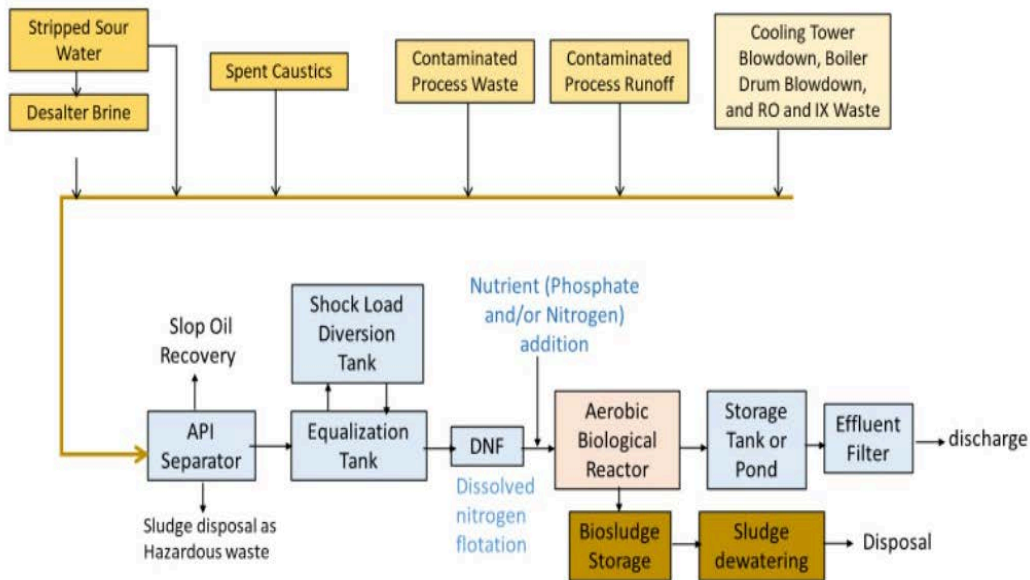 Stripped Sour
Water
Desalter Brine
Spent Caustics
Contaminated
Process Waste
Contaminated
Process Runoff
Cooling Tower
Blowdown, Boiler
Drum Blowdown,
and RO and IX Waste
Slop Oil
Recovery
Shock Load
Diversion
Tank
Nutrient (Phosphate
and/or Nitrogen)
addition
API
Separator
Equalization
Tank
DNF
Aerobic
Biological
Reactor
Storage
Tank or
Pond
Effluent
Filter
discharge
Sludge disposal as
Hazardous waste
Dissolved
nitrogen
flotation
Biosludge
Storage
Sludge
dewatering
Disposal